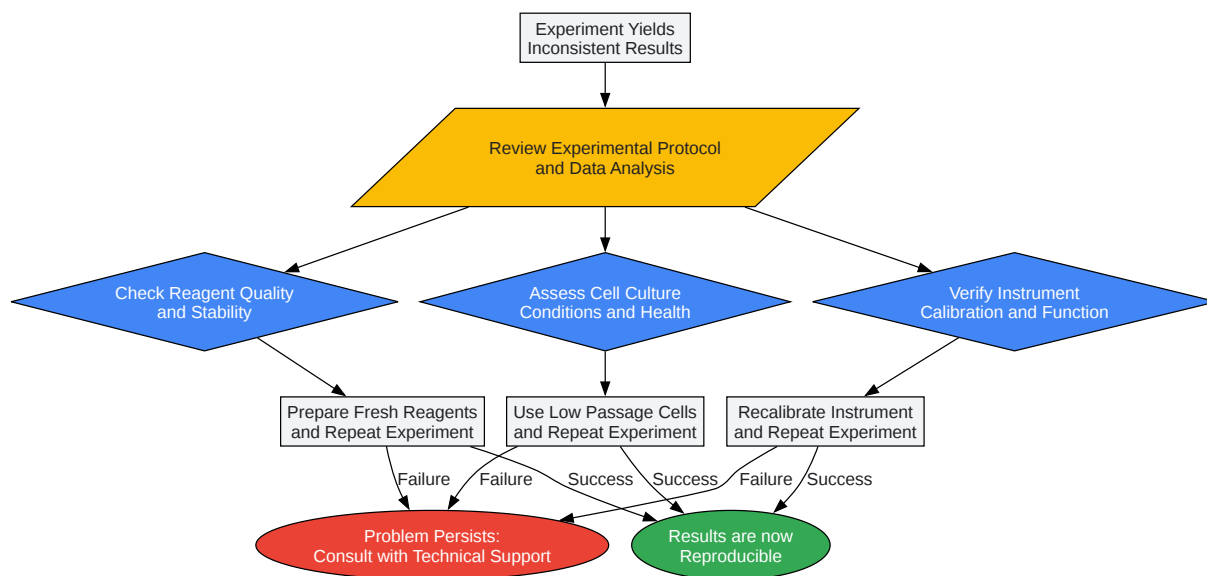 Experiment Yields
Inconsistent Results
Review Experimental Protocol
and Data Analysis
Check Reagent Quality
and Stability
Assess Cell Culture
Conditions and Health
Verify Instrument
Calibration and Function
Prepare Fresh Reagents
and Repeat Experiment
Use Low Passage Cells
and Repeat Experiment
Recalibrate Instrument
and Repeat Experiment
Failure
Failure
Success
Success
Failure
Success
Problem Persists:
Consult with Technical Support
Results are now
Reproducible